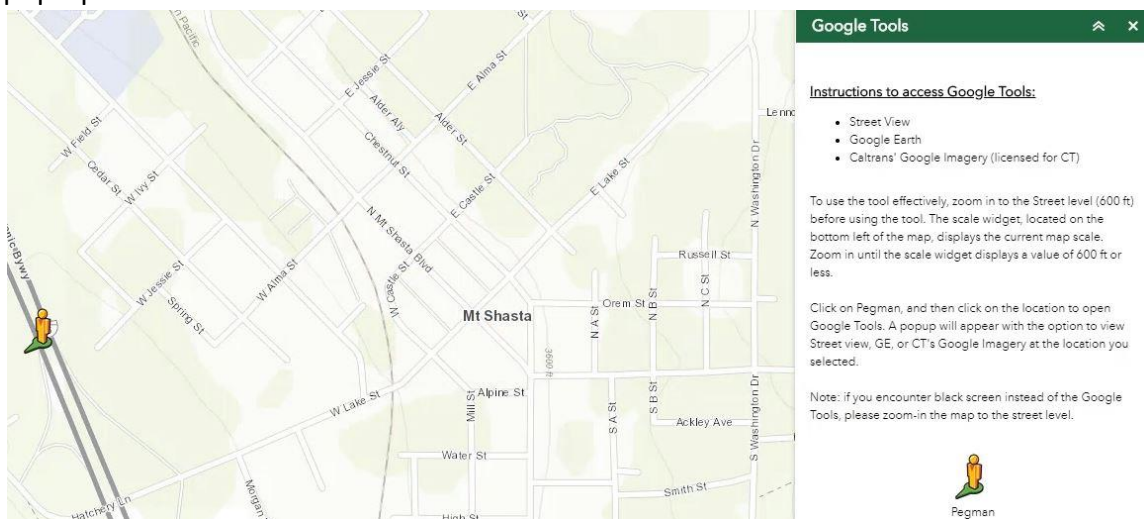 Google Tools
Instructions to access Google Tools:
• Street View
• Google Earth
• Caltrans' Google Imagery (licensed for CT)
To use the tool effectively, zoom in to the Street level (600 ft)
before using the tool. The scale widget, located on the
bottom left of the map, displays the current map scale.
Zoom in until the scale widget displays a value of 600 ft or
less.
Click on Pegman, and then click on the location to open
Google Tools. A popup will appear with the option to view
Street view, GE, or CT's Google Imagery at the location you
selected.
Note: if you encounter black screen instead of the Google
Tools, please zoom-in the map to the street level.
Pegman
Pacific
E Jessie St
E Alma St
Alder Aly
Alder St
Chestnut St
W Field St
Cedar St
W Ivy St
E Castle St
E Lake St
N Washington Dr
N Mt Shasta Blvd
W Castle St
W Jessie St
W Alma St
Spring St
Russell St
N C St
N B St
N A St
Orem St
Mt Shasta
3600 ft
Alpine St
W Lake St
Mill St
S A St
S B St
Ackley Ave
S Washington Dr
Water St
Smith St
Hatchery Ln
Morgan
High St